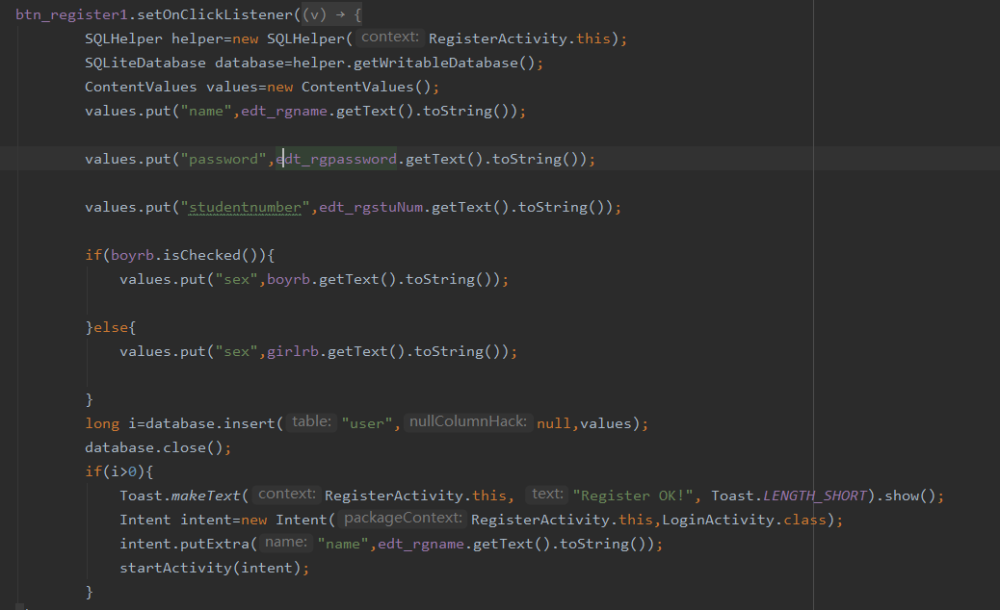 btn_register1.setOnClickListener((v) → {
SQLHelper helper=new SQLHelper( context: RegisterActivity.this);
SQLiteDatabase database=helper.getWritableDatabase();
ContentValues values=new ContentValues();
values.put("name",edt_rgname.getText().toString());
values.put("password",edt_rgpassword.getText().toString());
values.put("studentnumber",edt_rgstuNum.getText().toString());
if(boyrb.isChecked()){
values.put("sex",boyrb.getText().toString());
}else{
values.put("sex",girlrb.getText().toString());
}
long i=database.insert( table: "user", nullColumnHack: null,values);
database.close();
if(i>0){
Toast.makeText( context: RegisterActivity.this, text: "Register OK!", Toast.LENGTH_SHORT).show();
Intent intent=new Intent( packageContext: RegisterActivity.this,LoginActivity.class);
intent.putExtra( name: "name",edt_rgname.getText().toString());
startActivity(intent);
}